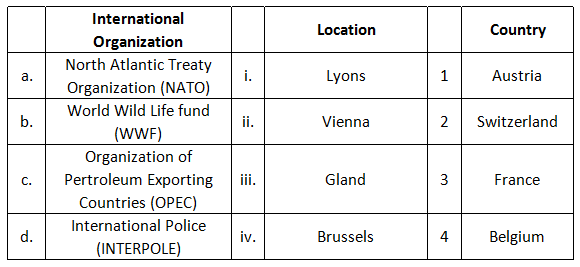 International
Organization
Location
Country
a.
North Atlantic Treaty
Organization (NATO)
i.
Lyons
1
Austria
b.
World Wild Life fund
(WWF)
ii.
Vienna
2
Switzerland
c.
Organization of
Pertroleum Exporting
Countries (OPEC)
iii.
Gland
3
France
d.
International Police
(INTERPOLE)
iv.
Brussels
4
Belgium